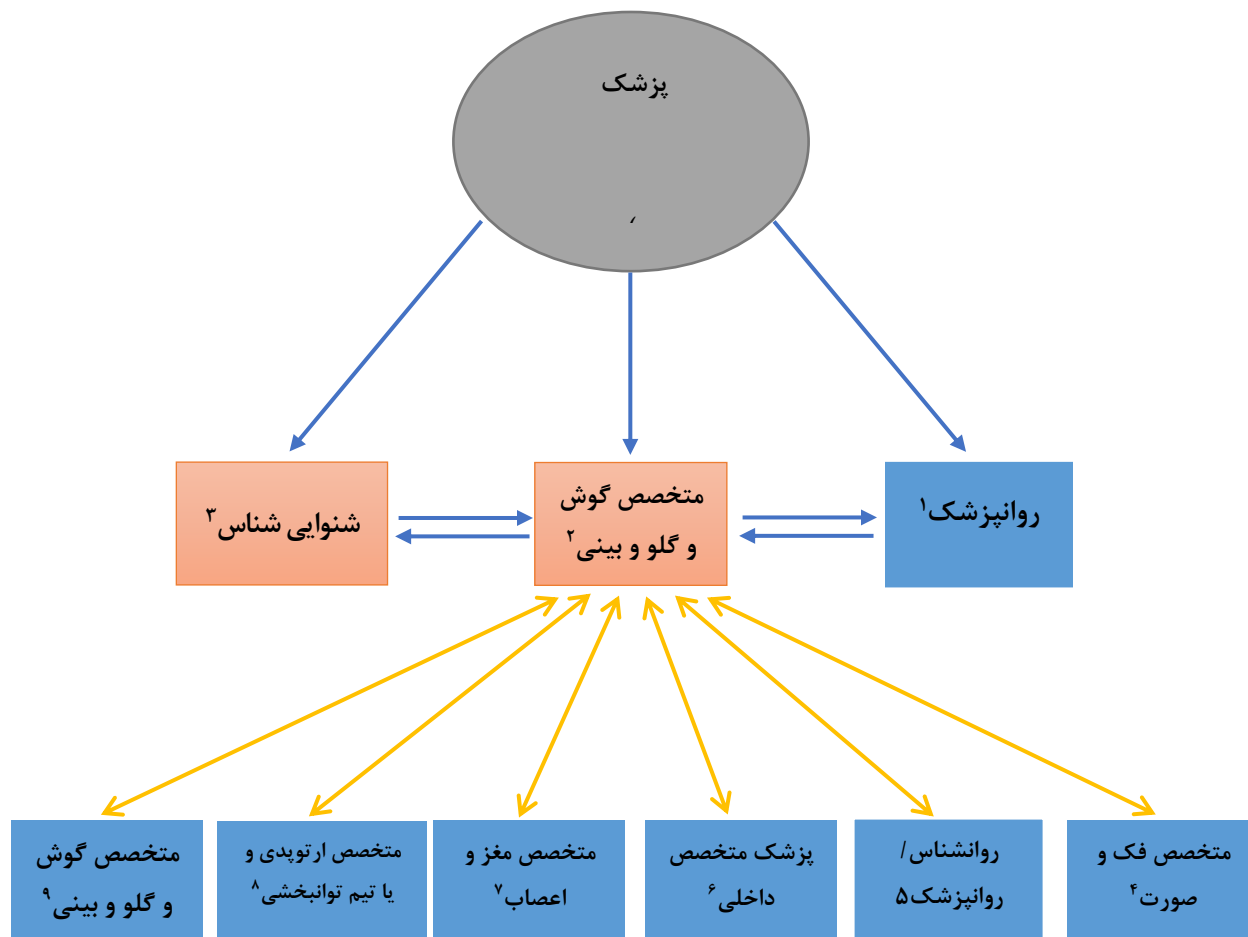 پزشک
،
روانپزشک۱
متخصص گوش
و گلو و بینی۲
شنوایی شناس۳
متخصص فک و
صورت۴
روانشناس/
روانپزشک۵
پزشک متخصص
داخلی۶
متخصص مغز و
اعصاب۷
متخصص ارتوپدی و
یا تیم توانبخشی۸
متخصص گوش
و گلو و بینی۹